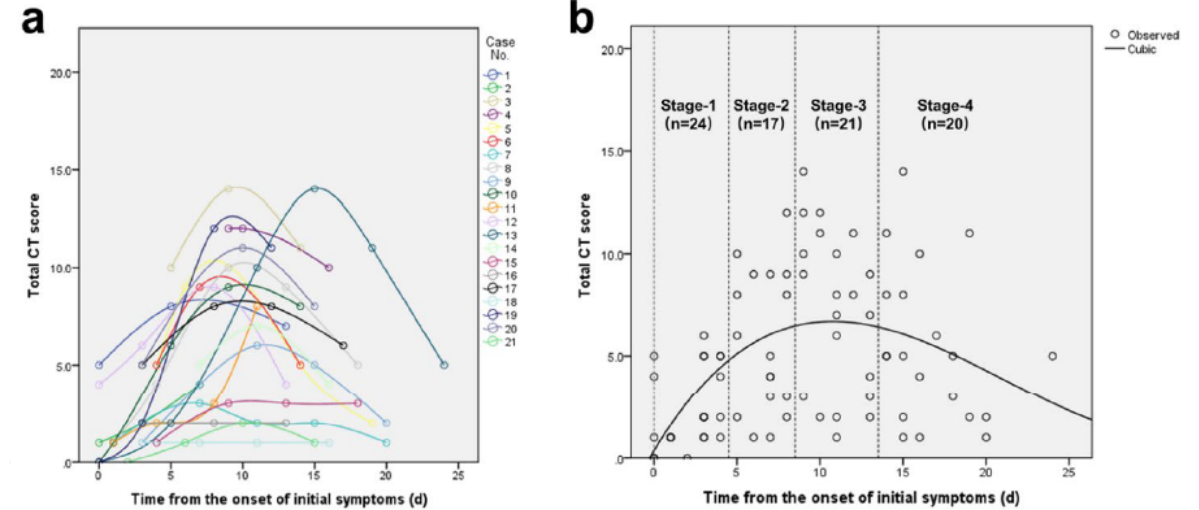 a
Total CT score
20.0
15.0
10.0
5.0
.0
0
5
10
15
20
25
Time from the onset of initial symptoms (d)
Case
No.
1
2
3
4
5
6
7
8
9
10
11
12
13
14
15
16
17
18
19
20
21
b
Total CT score
20.0
15.0
10.0
5.0
.0
Stage-1
(n=24)
Stage-2
(n=17)
Stage-3
(n=21)
Stage-4
(n=20)
0
5
10
15
20
25
Time from the onset of initial symptoms (d)
Observed
Cubic